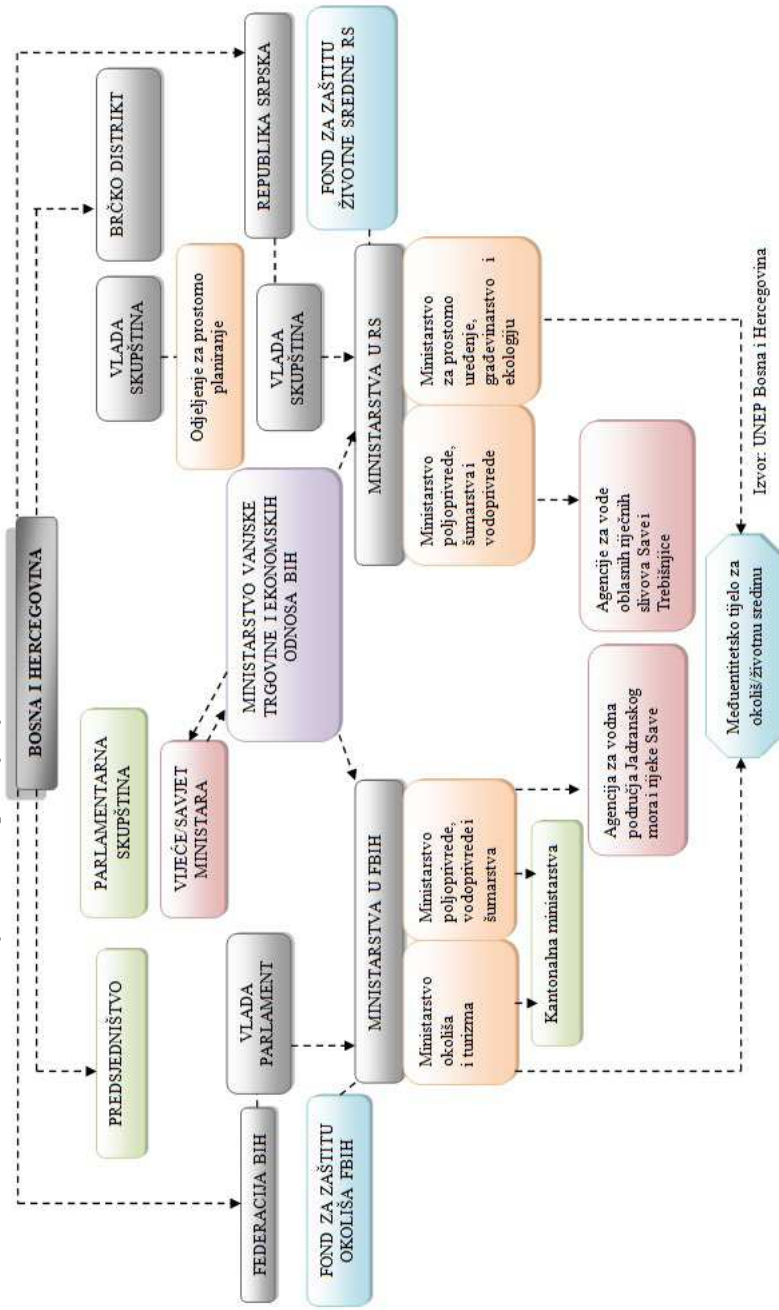 BOSNA I HERCEGOVINA
PREDSJEDNIŠTVO
PARLAMENTARNA
SKUPŠTINA
VIJEĆE/SAVJET
MINISTARA
VLADA
SKUPŠTINA
BRČKO DISTRIKT
Odjeljenje za prostorno
planiranje
FEDERACIJA BIH
VLADA
PARLAMENT
MINISTARSTVO VANJSKE
TRGOVINE I EKONOMSKIH
ODNOSA BIH
VLADA
SKUPŠTINA
REPUBLIKA SRPSKA
FOND ZA ZAŠTITU
OKOLIŠA FBIH
MINISTARSTVA U FBIH
MINISTARSTVA U RS
FOND ZA ZAŠTITU
ŽIVOTNE SREDINE RS
Ministarstvo
okoliša
i turizma
Ministarstvo
poljoprivrede,
vodoprivrede i
šumarstva
Ministarstvo
poljoprivrede,
šumarstva i
vodoprivrede
Ministarstvo
za prostorno
uređenje,
građevinarstvo i
ekologiju
Kantonalna ministarstva
Agencija za vodna
područja Jadranskog
mora i rijeke Save
Agencije za vode
oblasnih riječnih
slivova Save i
Trebišnjice
Međuentitetsko tijelo za
okoliš/životnu sredinu
Izvor: UNEP Bosna i Hercegovina